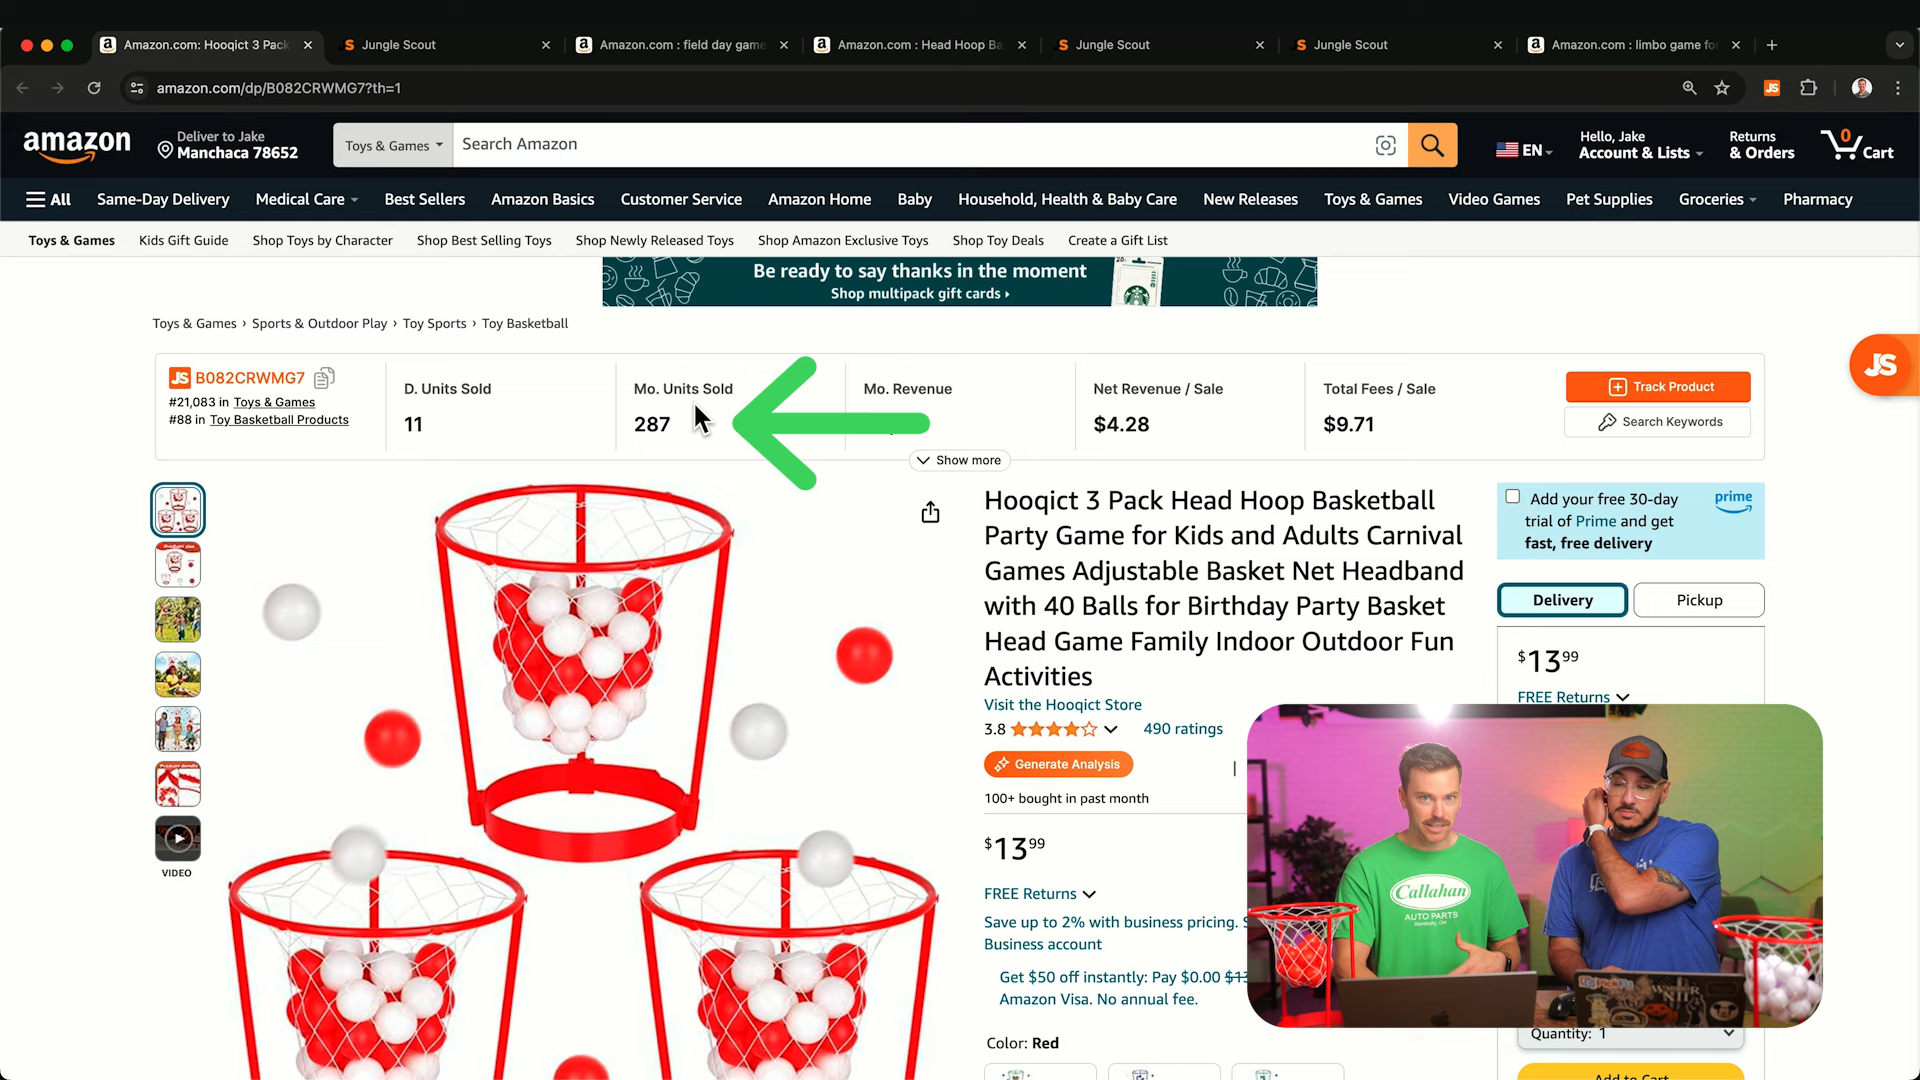 Amazon.com: Hooqict 3 Pack
Jungle Scout
Amazon.com : field day game
Amazon.com : Head Hoop Ba
Jungle Scout
Jungle Scout
Amazon.com : limbo game fo
amazon.com/dp/B082CRWMG7?th=1
JS
amazon
Deliver to Jake
Manchaca 78652
Toys & Games
Search Amazon
EN
Hello, Jake
Account & Lists
Returns
& Orders
0
Cart
All
Same-Day Delivery
Medical Care
Best Sellers
Amazon Basics
Customer Service
Amazon Home
Baby
Household, Health & Baby Care
New Releases
Toys & Games
Video Games
Pet Supplies
Groceries
Pharmacy
Toys & Games
Kids Gift Guide
Shop Toys by Character
Shop Best Selling Toys
Shop Newly Released Toys
Shop Amazon Exclusive Toys
Shop Toy Deals
Create a Gift List
Be ready to say thanks in the moment
Shop multipack gift cards ›
Toys & Games › Sports & Outdoor Play › Toy Sports › Toy Basketball
JS B082CRWMG7
#21,083 in Toys & Games
#88 in Toy Basketball Products
D. Units Sold
11
Mo. Units Sold
287
Mo. Revenue
Net Revenue / Sale
$4.28
Total Fees / Sale
$9.71
Track Product
Search Keywords
Show more
JS
VIDEO
Hooqict 3 Pack Head Hoop Basketball
Party Game for Kids and Adults Carnival
Games Adjustable Basket Net Headband
with 40 Balls for Birthday Party Basket
Head Game Family Indoor Outdoor Fun
Activities
Visit the Hooqict Store
3.8
490 ratings
Generate Analysis
100+ bought in past month
$13.99
FREE Returns
Save up to 2% with business pricing. S
Business account
Get $50 off instantly: Pay $0.00 $13
Amazon Visa. No annual fee.
Color: Red
Add your free 30-day
trial of Prime and get
fast, free delivery
prime
Delivery
Pickup
$13.99
FREE Returns
Callahan
AUTO PARTS
Sandusky, OH
Quantity: 1
Add to Cart